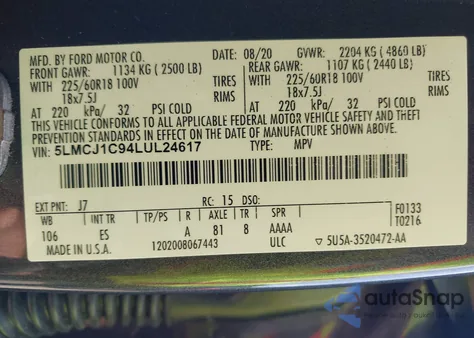 MFD. BY FORD MOTOR CO. DATE: 08/20 GVWR: 2204 KG (4860 LB)
FRONT GAWR: 1134 KG (2500 LB) REAR GAWR: 1107 KG (2440 LB)
225/60R18 100V TIRES 225/60R18 100V TIRES
18x7.5J RIMS 18x7.5J RIMS
AT 220 kPa/ 32 PSI COLD AT 220 kPa/ 32 PSI COLD
THIS VEHICLE CONFORMS TO ALL APPLICABLE FEDERAL MOTOR VEHICLE SAFETY, BUMPER, AND THEFT
PREVENTION STANDARDS IN EFFECT ON THE DATE OF MANUFACTURE SHOWN ABOVE.
VIN: 5LMCJ1C94LUL24617 TYPE: MPV
EXT PNT: J7 RC: 15 DSO: F0133
WB INT TR TP/PS R AXLE TR SPR T0216
106 ES A 81 8 AAAA
MADE IN U.S.A. 1202008067443 ULC ▽ 5U5A-3520472-AA
autoSnap